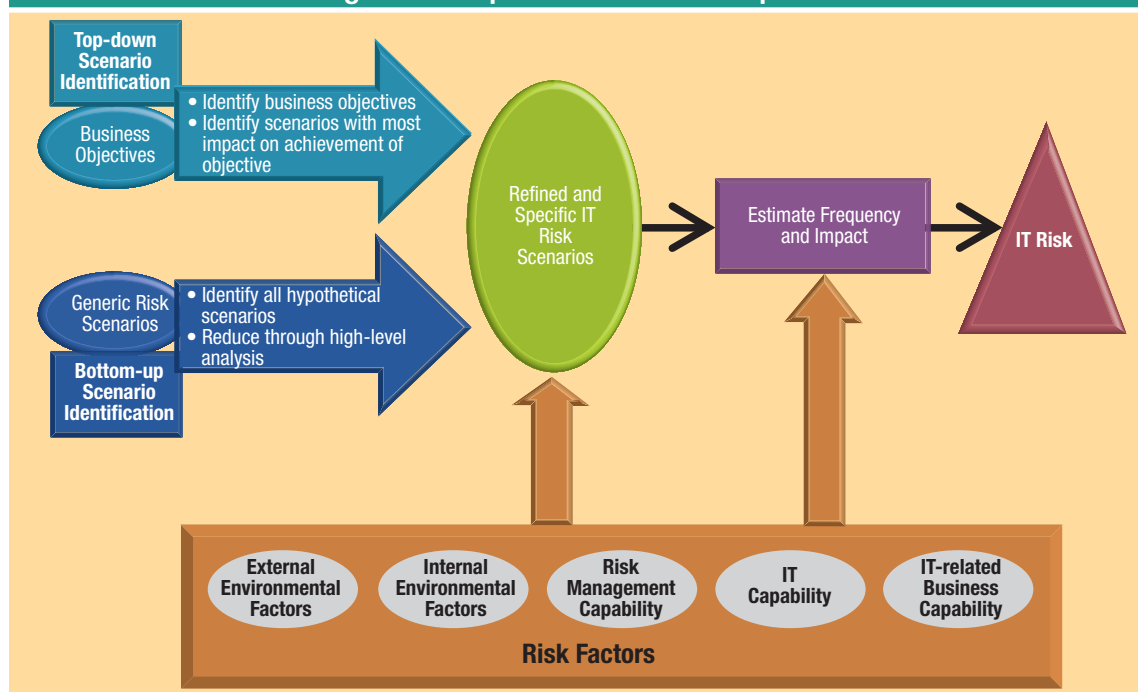 Top-down
Scenario
Identification
Business
Objectives
• Identify business objectives
• Identify scenarios with most
impact on achievement of
objective
Generic Risk
Scenarios
Bottom-up
Scenario
Identification
• Identify all hypothetical
scenarios
• Reduce through high-level
analysis
Refined and
Specific IT
Risk
Scenarios
Estimate Frequency
and Impact
IT Risk
External
Environmental
Factors
Internal
Environmental
Factors
Risk
Management
Capability
IT
Capability
IT-related
Business
Capability
Risk Factors